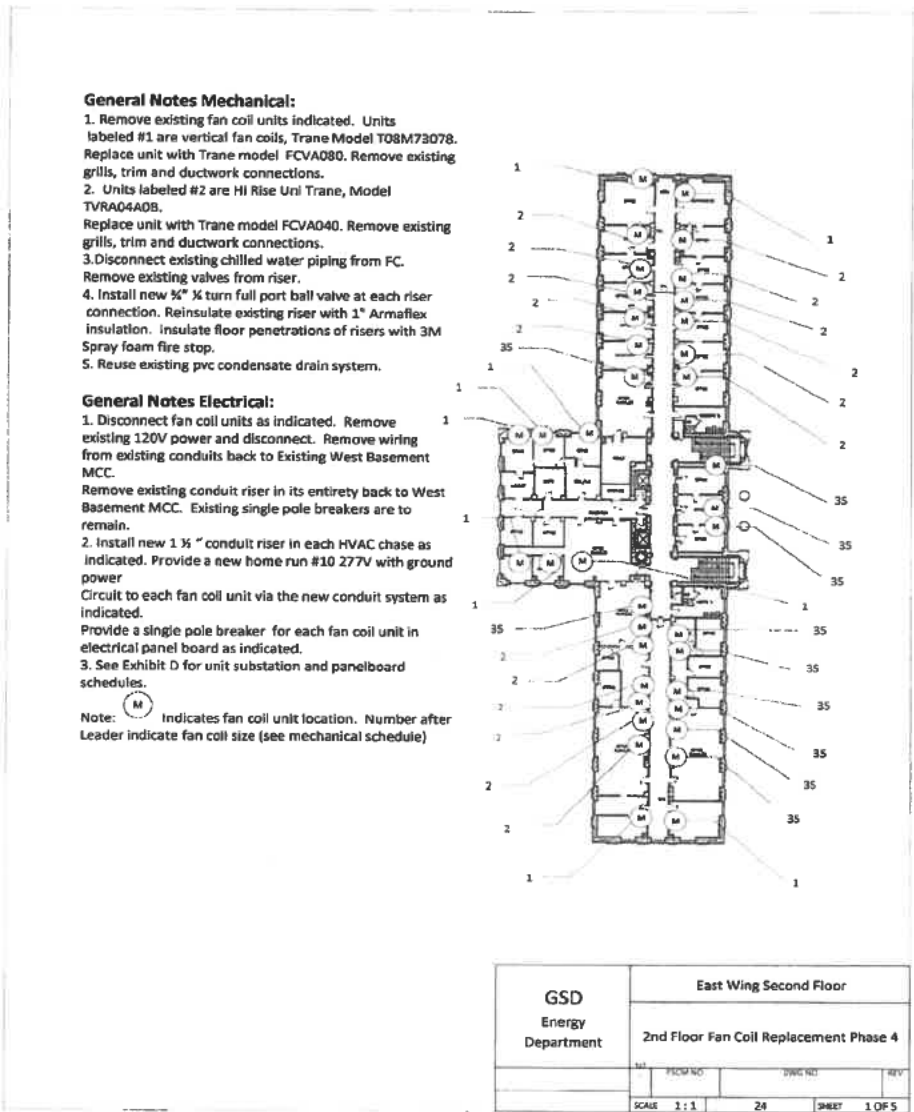 General Notes Mechanical:
1. Remove existing fan coil units indicated. Units
labeled #1 are vertical fan coils, Trane Model T08M73078.
Replace unit with Trane model FCVA080. Remove existing
grills, trim and ductwork connections.
2. Units labeled #2 are Hi Rise Uni Trane, Model
TVRA04A0B.
Replace unit with Trane model FCVA040. Remove existing
grills, trim and ductwork connections.
3.Disconnect existing chilled water piping from FC.
Remove existing valves from riser.
4. Install new ¾" ¼ turn full port ball valve at each riser
connection. Reinsulate existing riser with 1" Armaflex
insulation. Insulate floor penetrations of risers with 3M
Spray foam fire stop.
5. Reuse existing pvc condensate drain system.
General Notes Electrical:
1. Disconnect fan coil units as indicated. Remove
existing 120V power and disconnect. Remove wiring
from existing conduits back to Existing West Basement
MCC.
Remove existing conduit riser in its entirety back to West
Basement MCC. Existing single pole breakers are to
remain.
2. Install new 1 ½ " conduit riser in each HVAC chase as
indicated. Provide a new home run #10 277V with ground
power
Circuit to each fan coil unit via the new conduit system as
indicated.
Provide a single pole breaker for each fan coil unit in
electrical panel board as indicated.
3. See Exhibit D for unit substation and panelboard
schedules.
M
Note: Indicates fan coil unit location. Number after
Leader indicate fan coil size (see mechanical schedule)
1
2
2
2
2
2
35
1
1
1
1
1
35
2
2
2
2
2
2
1
1
2
2
2
2
2
2
35
35
35
1
35
35
35
35
35
35
1
GSD
Energy
Department
East Wing Second Floor
2nd Floor Fan Coil Replacement Phase 4
FSCM NO
DWG NO
REV
SCALE 1:1
24
SHEET 1 OF 5